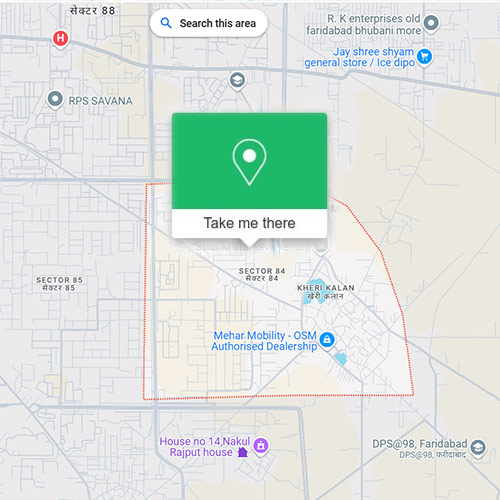 सेक्टर 88
Search this area
R. K enterprises old
faridabad bhubani more
Jay shree shyam
general store / Ice dipo
H
RPS SAVANA
Take me there
SECTOR 84
सेक्टर 84
SECTOR 85
सेक्टर 85
KHERI KALAN
खेरी कलान
Mehar Mobility - OSM
Authorised Dealership
House no 14,Nakul
Rajput house
DPS@98, Faridabad
DPS@98, फरीदाबाद